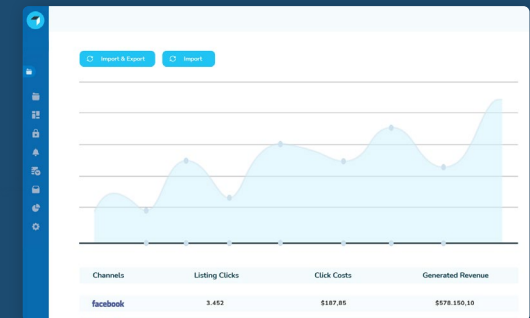 Import & Export Import
Channels Listing Clicks Click Costs Generated Revenue
facebook 3.452 $187,85 $578.150,10